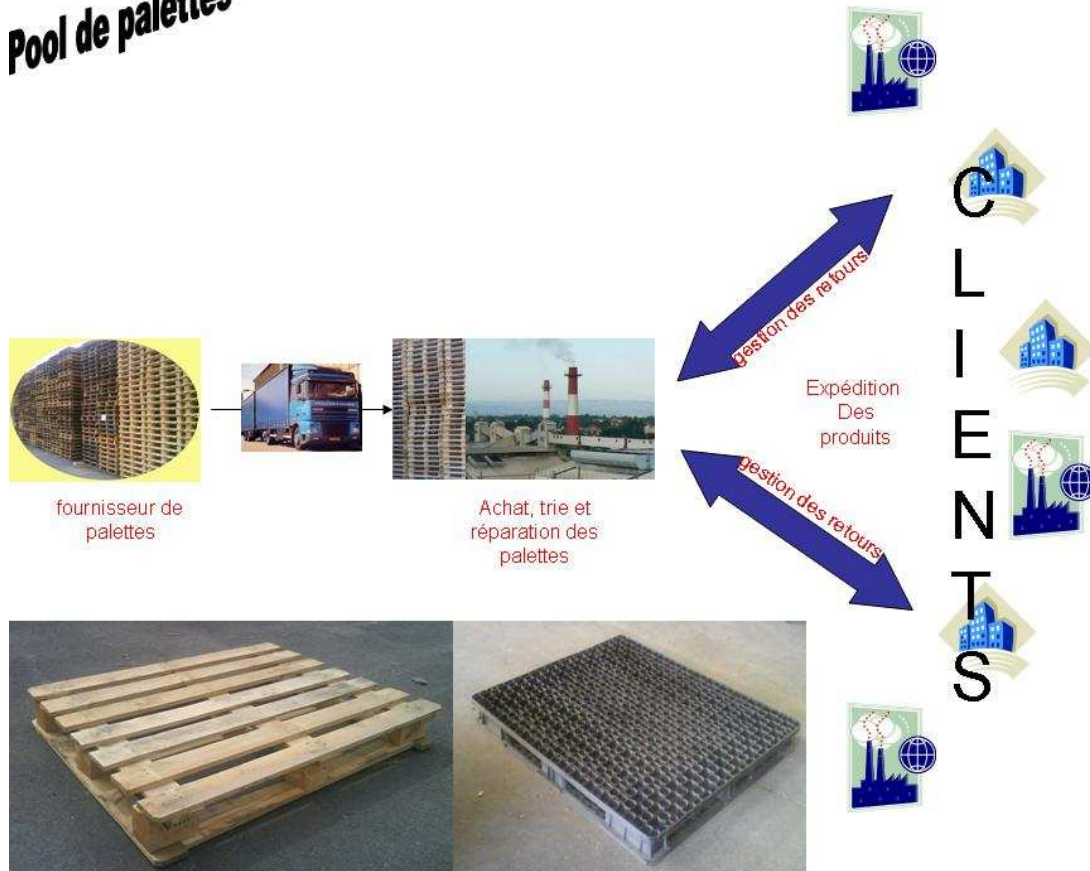 Pool de palettes
gestion des retours
Expédition
Des
produits
fournisseur de
palettes
Achat, trie et
réparation des
palettes
gestion des retours
CLIENTS